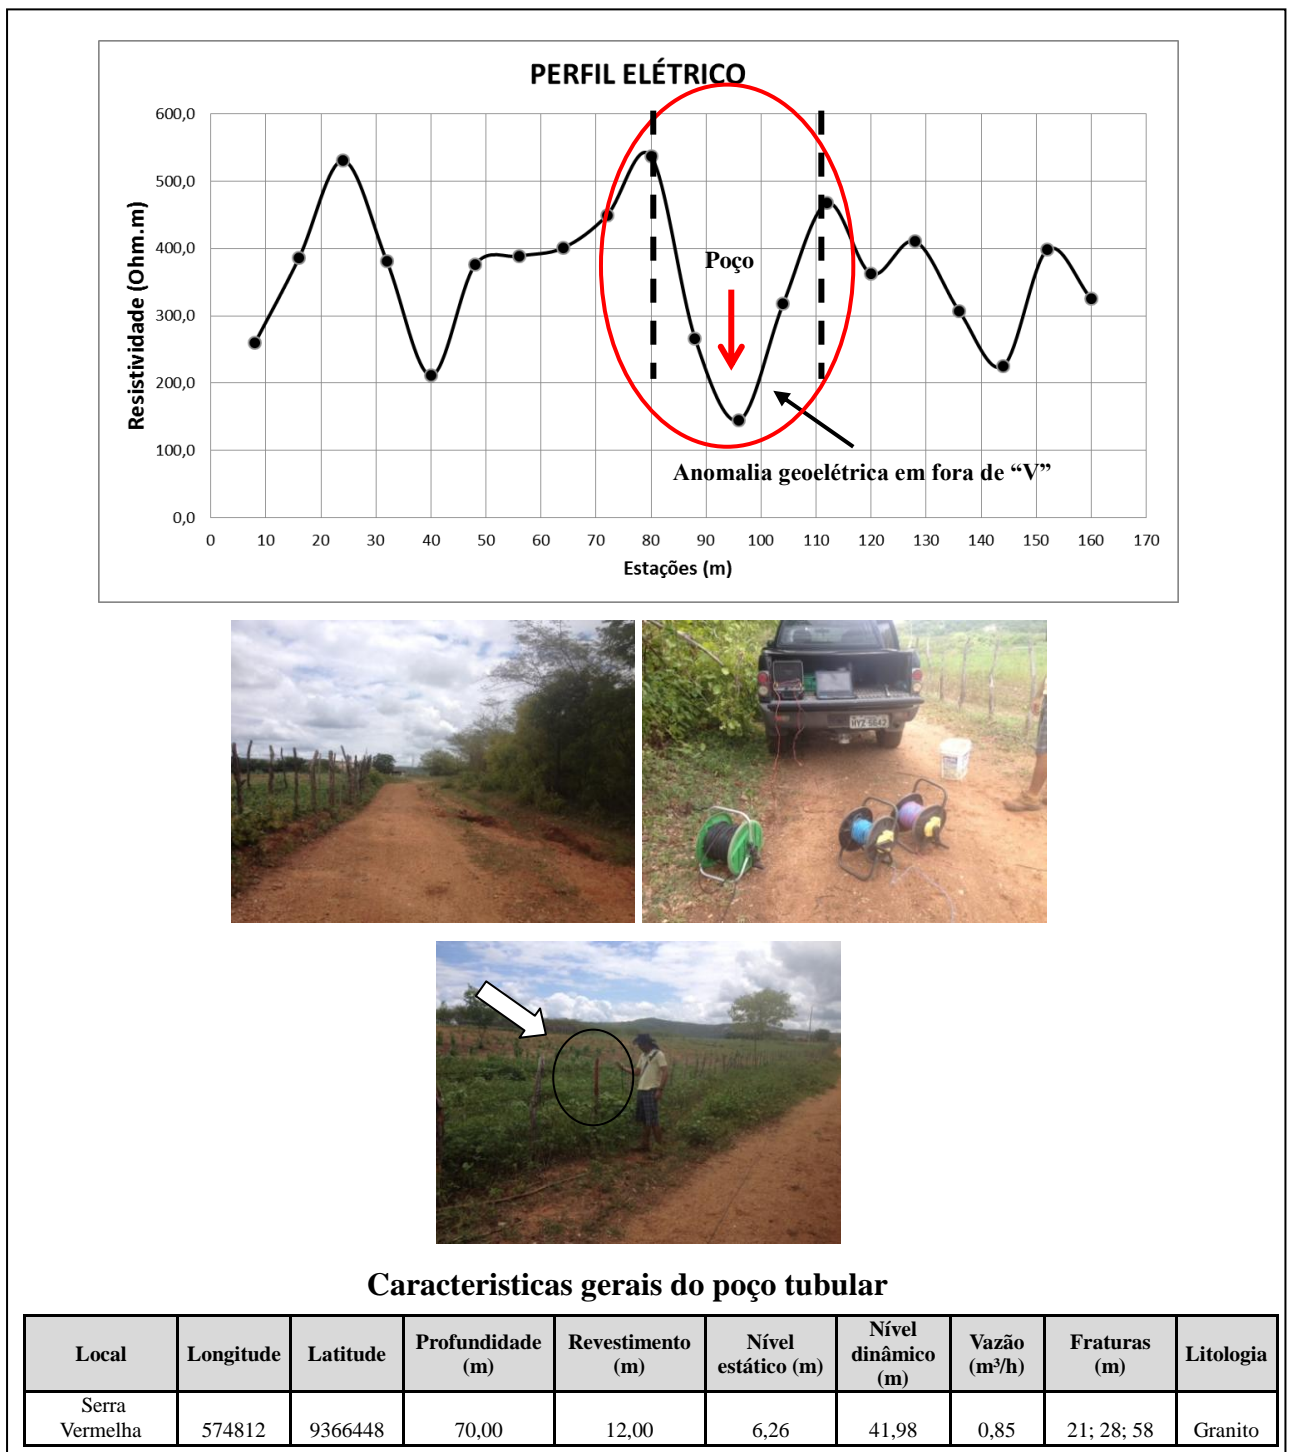 PERFIL ELÉTRICO
Resistividade (Ohm.m)
600,0
500,0
400,0
300,0
200,0
100,0
0,0
Poço
Anomalia geoelétrica em fora de “V”
0 10 20 30 40 50 60 70 80 90 100 110 120 130 140 150 160 170
Estações (m)
HYZ 5642
Caracteristicas gerais do poço tubular
Local Longitude Latitude Profundidade (m) Revestimento (m) Nível estático (m) Nível dinâmico (m) Vazão (m³/h) Fraturas (m) Litologia
Serra Vermelha 574812 9366448 70,00 12,00 6,26 41,98 0,85 21; 28; 58 Granito